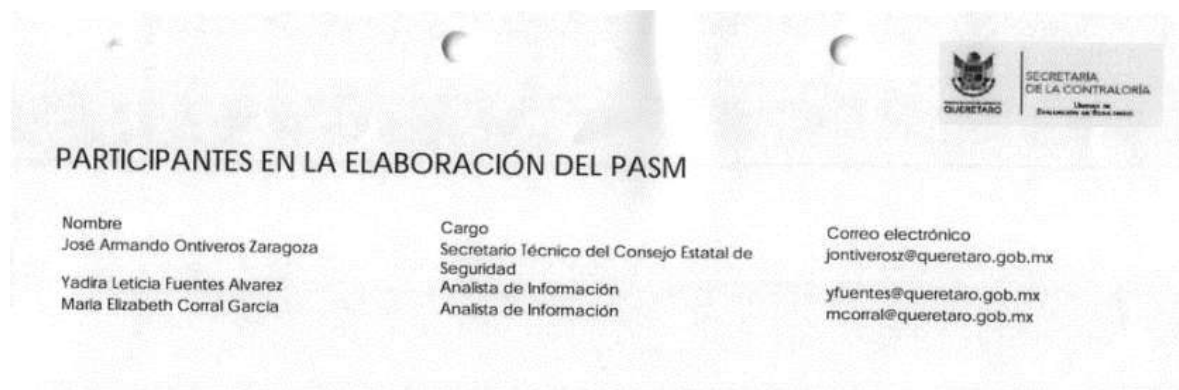 SECRETARIA
DE LA CONTRALORÍA
QUERÉTARO
PARTICIPANTES EN LA ELABORACIÓN DEL PASM
Nombre
Cargo
Correo electrónico
José Armando Ontiveros Zaragoza
Secretario Técnico del Consejo Estatal de
Seguridad
jontiverosz@queretaro.gob.mx
Yadira Leticia Fuentes Alvarez
Analista de Información
yfuentes@queretaro.gob.mx
Maria Elizabeth Corral García
Analista de Información
mcorral@queretaro.gob.mx